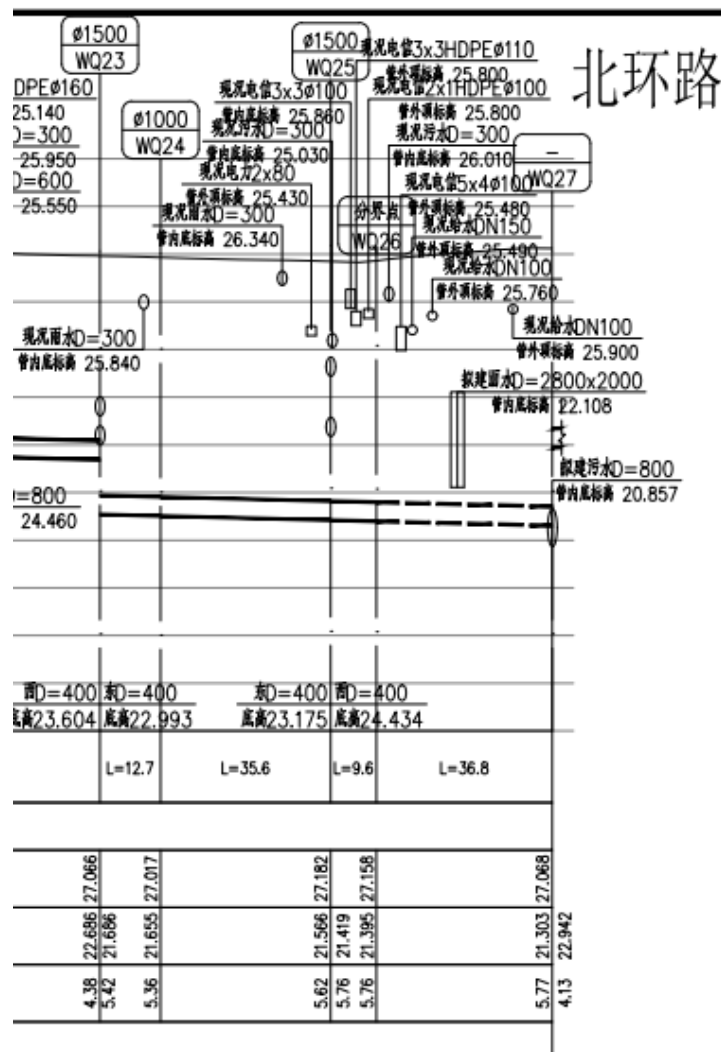 ø1500
WQ23
ø1500
WQ25
现况电信3x3HDPEø110
管外顶标高 25.800
北环路
DPEø160
25.140
现况电信3x3ø100
25.860
现况电信2x1HDPEø100
管外顶标高 25.800
ø1000
WQ24
D=300
25.950
现况污水D=300
管内底标高 25.030
现况污水D=300
管内底标高 26.010
—
WQ27
D=600
25.550
现况电力2x80
管外顶标高 25.430
现况电信5x4ø100
管外顶标高 25.480
现况雨水D=300
管内底标高 26.340
分界点
WQ26
现况给水DN150
管外顶标高 25.490
现况给水DN100
管外顶标高 25.760
现况雨水D=300
管内底标高 25.840
现况给水DN100
管外顶标高 25.900
拟建雨水D=2800x2000
管内底标高 22.108
拟建污水D=800
管内底标高 20.857
D=800
24.460
西D=400 东D=400 东D=400 西D=400
底高23.604 底高22.993 底高23.175 底高24.434
L=12.7 L=35.6 L=9.6 L=36.8
27.066 27.017 27.182 27.158 27.068
22.686 21.686 21.655 21.566 21.419 21.395 21.303 22.942
4.38 5.42 5.36 5.62 5.76 5.76 5.77 4.13